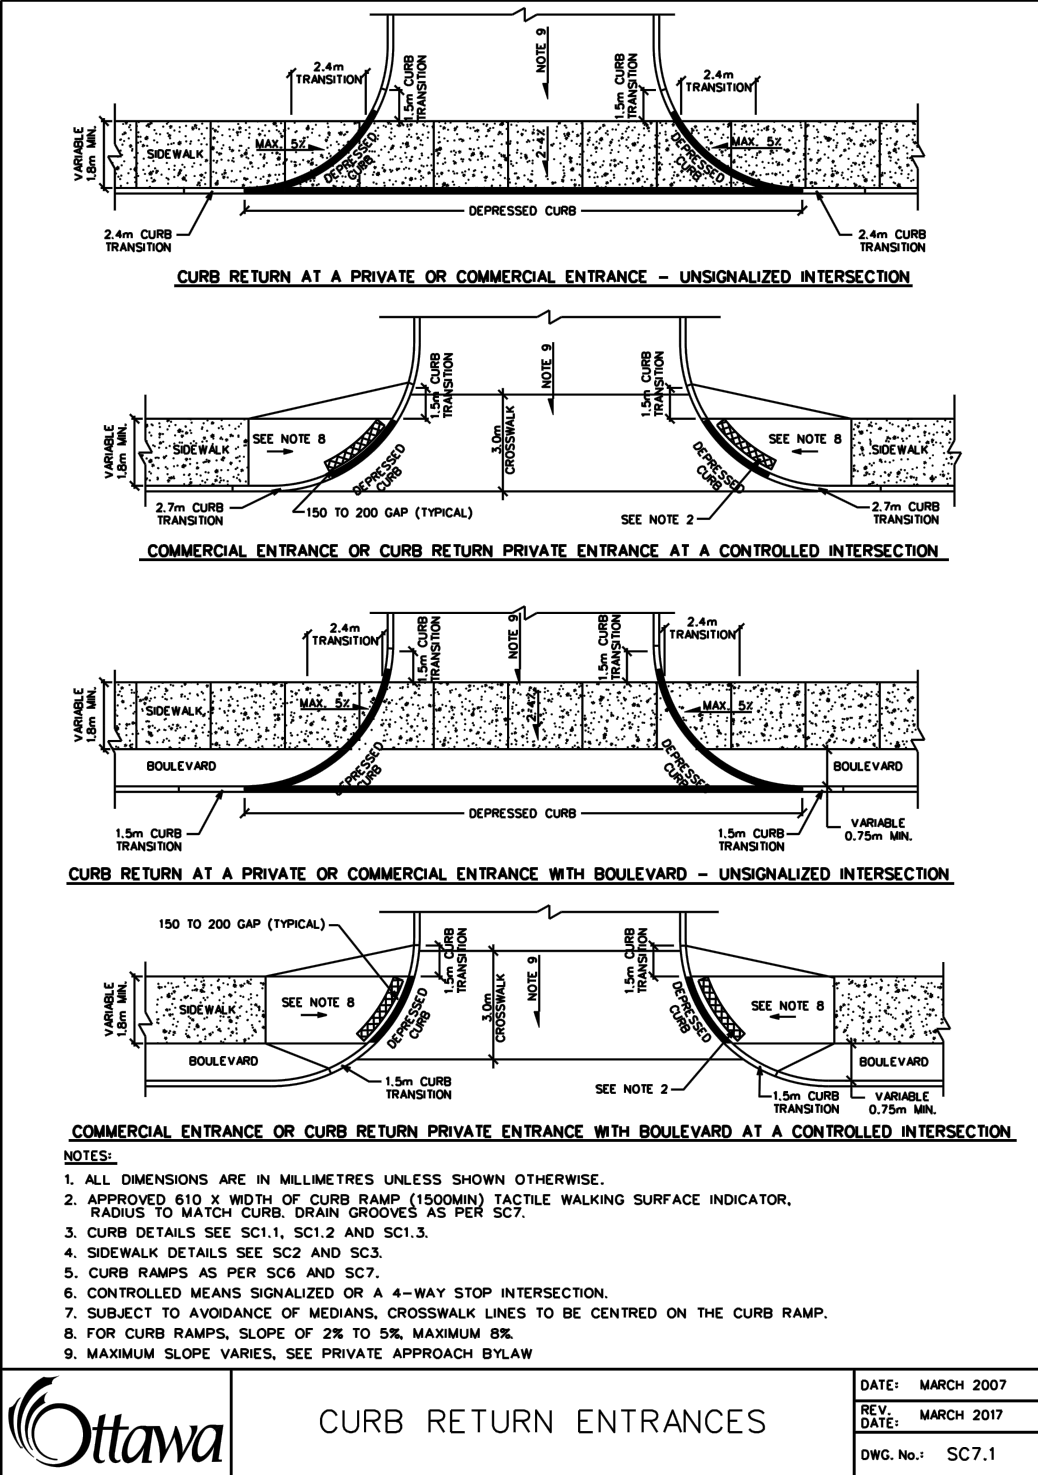 NOTE 9
2.4m
TRANSITION
1.5m CURB
TRANSITION
1.5m CURB
TRANSITION
2.4m
TRANSITION
VARIABLE
1.8m MIN.
SIDEWALK
MAX. 5%
DEPRESSED
CURB
2-4%
DEPRESSED
CURB
MAX. 5%
DEPRESSED CURB
2.4m CURB
TRANSITION
2.4m CURB
TRANSITION
CURB RETURN AT A PRIVATE OR COMMERCIAL ENTRANCE - UNSIGNALIZED INTERSECTION
NOTE 9
1.5m CURB
TRANSITION
1.5m CURB
TRANSITION
VARIABLE
1.8m MIN.
SIDEWALK
SEE NOTE 8
DEPRESSED
CURB
3.0m
CROSSWALK
DEPRESSED
CURB
SEE NOTE 8
SIDEWALK
2.7m CURB
TRANSITION
150 TO 200 GAP (TYPICAL)
SEE NOTE 2
2.7m CURB
TRANSITION
COMMERCIAL ENTRANCE OR CURB RETURN PRIVATE ENTRANCE AT A CONTROLLED INTERSECTION
2.4m
TRANSITION
1.5m CURB
TRANSITION
NOTE 9
1.5m CURB
TRANSITION
2.4m
TRANSITION
VARIABLE
1.8m MIN.
SIDEWALK
MAX. 5%
2-4%
MAX. 5%
BOULEVARD
DEPRESSED
CURB
DEPRESSED
CURB
BOULEVARD
DEPRESSED CURB
1.5m CURB
TRANSITION
1.5m CURB
TRANSITION
VARIABLE
0.75m MIN.
CURB RETURN AT A PRIVATE OR COMMERCIAL ENTRANCE WITH BOULEVARD - UNSIGNALIZED INTERSECTION
150 TO 200 GAP (TYPICAL)
1.5m CURB
TRANSITION
NOTE 9
1.5m CURB
TRANSITION
VARIABLE
1.8m MIN.
SIDEWALK
SEE NOTE 8
DEPRESSED
CURB
3.0m
CROSSWALK
DEPRESSED
CURB
SEE NOTE 8
SIDEWALK
BOULEVARD
BOULEVARD
1.5m CURB
TRANSITION
SEE NOTE 2
1.5m CURB
TRANSITION
VARIABLE
0.75m MIN.
COMMERCIAL ENTRANCE OR CURB RETURN PRIVATE ENTRANCE WITH BOULEVARD AT A CONTROLLED INTERSECTION
NOTES:
1. ALL DIMENSIONS ARE IN MILLIMETRES UNLESS SHOWN OTHERWISE.
2. APPROVED 610 X WIDTH OF CURB RAMP (1500MIN) TACTILE WALKING SURFACE INDICATOR,
RADIUS TO MATCH CURB. DRAIN GROOVES AS PER SC7.
3. CURB DETAILS SEE SC1.1, SC1.2 AND SC1.3.
4. SIDEWALK DETAILS SEE SC2 AND SC3.
5. CURB RAMPS AS PER SC6 AND SC7.
6. CONTROLLED MEANS SIGNALIZED OR A 4-WAY STOP INTERSECTION.
7. SUBJECT TO AVOIDANCE OF MEDIANS, CROSSWALK LINES TO BE CENTRED ON THE CURB RAMP.
8. FOR CURB RAMPS, SLOPE OF 2% TO 5%, MAXIMUM 8%.
9. MAXIMUM SLOPE VARIES, SEE PRIVATE APPROACH BYLAW
Ottawa
CURB RETURN ENTRANCES
DATE: MARCH 2007
REV.
DATE: MARCH 2017
DWG. No.: SC7.1